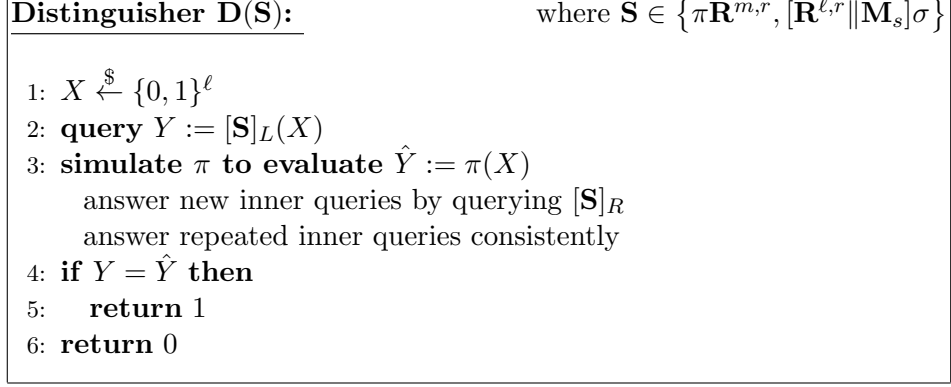 Distinguisher D(S): where S ∈ {πR^{m,r}, [R^{ℓ,r}‖M_s]σ}
1: X ←$ {0, 1}^ℓ
2: query Y := [S]_L(X)
3: simulate π to evaluate Ŷ := π(X)
answer new inner queries by querying [S]_R
answer repeated inner queries consistently
4: if Y = Ŷ then
5: return 1
6: return 0